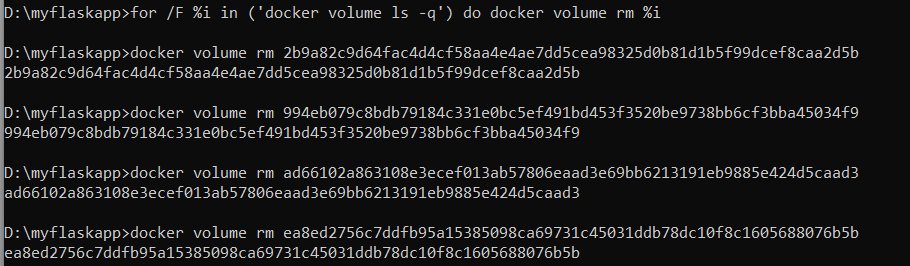 D:\myflaskapp>for /F %i in ('docker volume ls -q') do docker volume rm %i
D:\myflaskapp>docker volume rm 2b9a82c9d64fac4d4cf58aa4e4ae7dd5cea98325d0b81d1b5f99dcef8caa2d5b
2b9a82c9d64fac4d4cf58aa4e4ae7dd5cea98325d0b81d1b5f99dcef8caa2d5b
D:\myflaskapp>docker volume rm 994eb079c8bdb79184c331e0bc5ef491bd453f3520be9738bb6cf3bba45034f9
994eb079c8bdb79184c331e0bc5ef491bd453f3520be9738bb6cf3bba45034f9
D:\myflaskapp>docker volume rm ad66102a863108e3ecef013ab57806eaad3e69bb6213191eb9885e424d5caad3
ad66102a863108e3ecef013ab57806eaad3e69bb6213191eb9885e424d5caad3
D:\myflaskapp>docker volume rm ea8ed2756c7ddfb95a15385098ca69731c45031ddb78dc10f8c1605688076b5b
ea8ed2756c7ddfb95a15385098ca69731c45031ddb78dc10f8c1605688076b5b